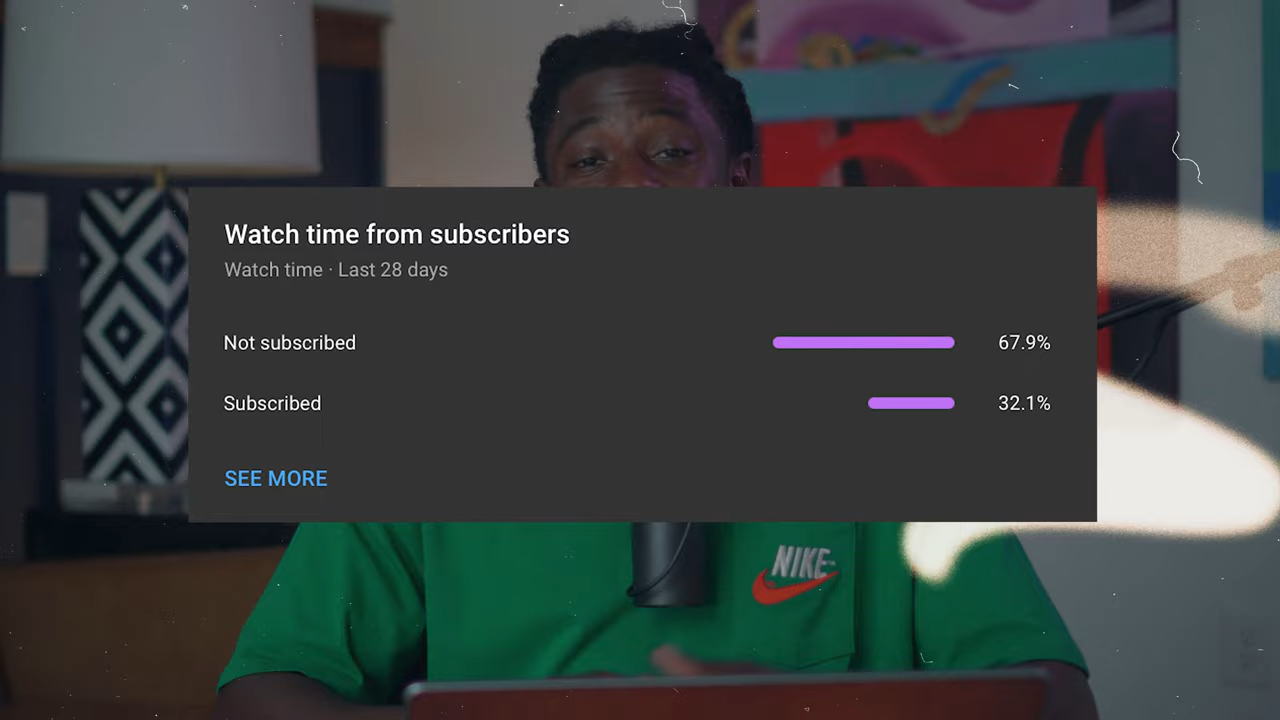 Watch time from subscribers
Watch time · Last 28 days
Not subscribed 67.9%
Subscribed 32.1%
SEE MORE
NIKE